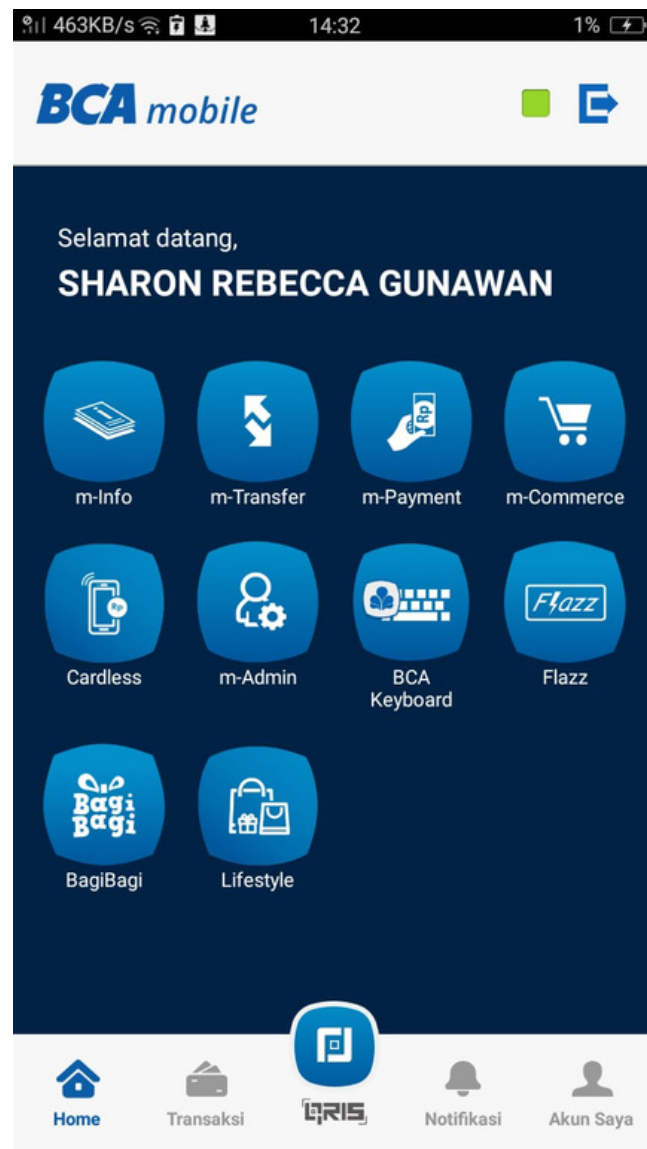 463KB/s 14:32 1%
BCA mobile
Selamat datang,
SHARON REBECCA GUNAWAN
Rp
m-Info m-Transfer m-Payment m-Commerce
Rp Flazz
Cardless m-Admin BCA Keyboard Flazz
Bagi
Bagi
BagiBagi Lifestyle
QRIS
Home Transaksi Notifikasi Akun Saya